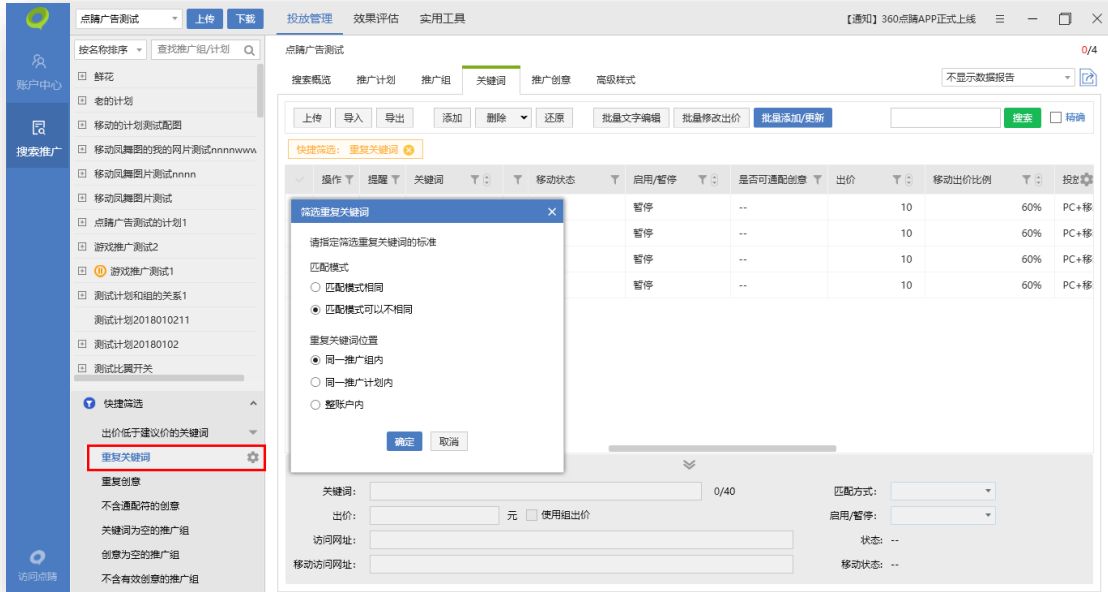 点睛广告测试 上传 下载 投放管理 效果评估 实用工具 【通知】360点睛APP正式上线
按名称排序 查找推广组/计划
点睛广告测试 0/4
账户中心
搜索推广
访问点睛
鲜花
老的计划
移动的计划测试配图
移动凤舞图的我的网片测试nnnnwww
移动凤舞图片测试nnnn
移动凤舞图片测试
点睛广告测试的计划1
游戏推广测试2
游戏推广测试1
测试计划和组的关系1
测试计划2018010211
测试计划20180102
测试比翼开关
快捷筛选
出价低于建议价的关键词
重复关键词
重复创意
不含通配符的创意
关键词为空的推广组
创意为空的推广组
不含有效创意的推广组
搜索概览 推广计划 推广组 关键词 推广创意 高级样式 不显示数据报告
上传 导入 导出 添加 删除 还原 批量文字编辑 批量修改出价 批量添加/更新 搜索 精确
快捷筛选: 重复关键词
操作 提醒 关键词 移动状态 启用/暂停 是否可通配创意 出价 移动出价比例
暂停 -- 10 60% PC+移
暂停 -- 10 60% PC+移
暂停 -- 10 60% PC+移
暂停 -- 10 60% PC+移
筛选重复关键词
请指定筛选重复关键词的标准
匹配模式
匹配模式相同
匹配模式可以不相同
重复关键词位置
同一推广组内
同一推广计划内
整账户内
确定 取消
关键词: 0/40 匹配方式:
出价: 元 使用组出价 启用/暂停:
访问网址: 状态: --
移动访问网址: 移动状态: --